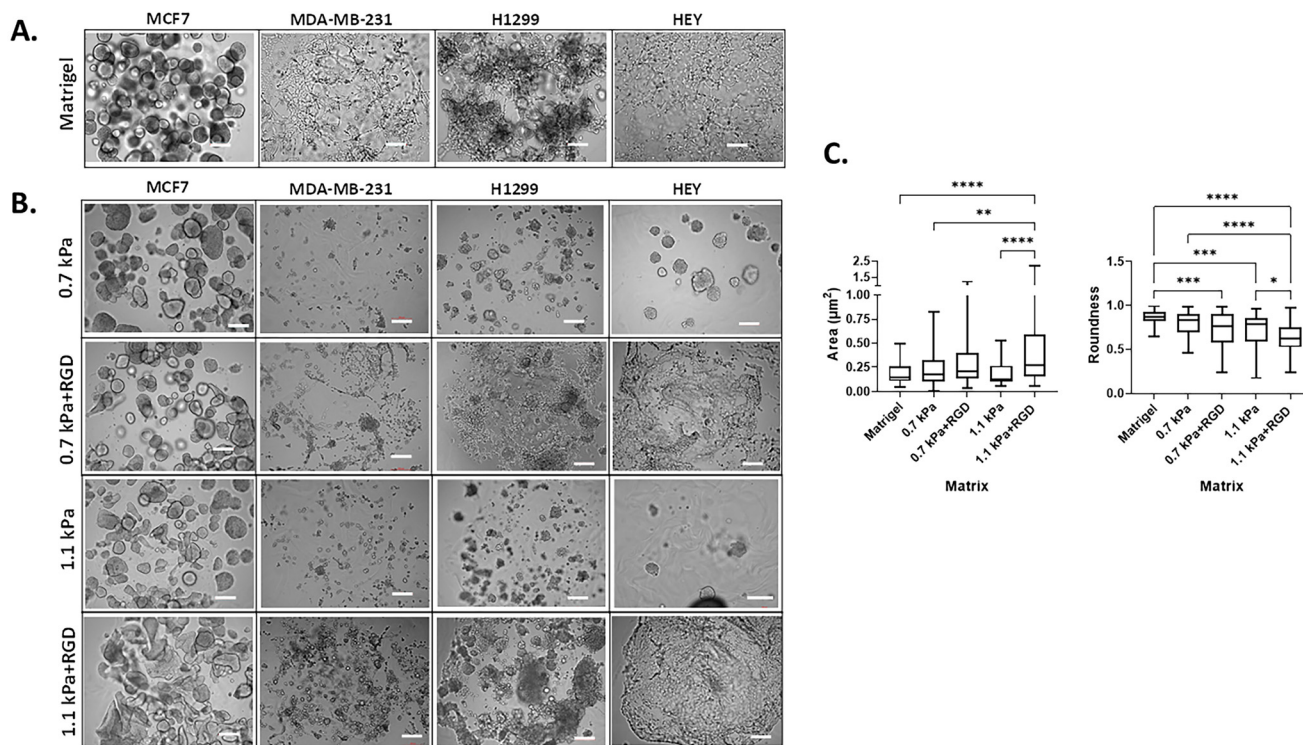 A.
MCF7 MDA-MB-231 H1299 HEY
Matrigel
B.
MCF7 MDA-MB-231 H1299 HEY
0.7 kPa
0.7 kPa+RGD
1.1 kPa
1.1 kPa+RGD
C.
****
**
****
Area (µm²)
2.5
2.0
1.5
1.00
0.75
0.50
0.25
0.00
Matrigel
0.7 kPa
0.7 kPa+RGD
1.1 kPa
1.1 kPa+RGD
Matrix
****
****
***
***
*
Roundness
1.5
1.0
0.5
0.0
Matrigel
0.7 kPa
0.7 kPa+RGD
1.1 kPa
1.1 kPa+RGD
Matrix